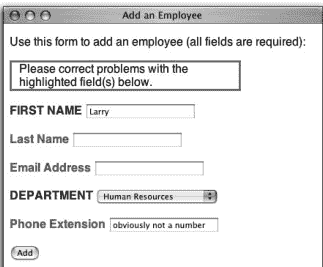 Add an Employee
Use this form to add an employee (all fields are required):
Please correct problems with the
highlighted field(s) below.
FIRST NAME Larry
Last Name
Email Address
DEPARTMENT Human Resources
Phone Extension obviously not a number
Add